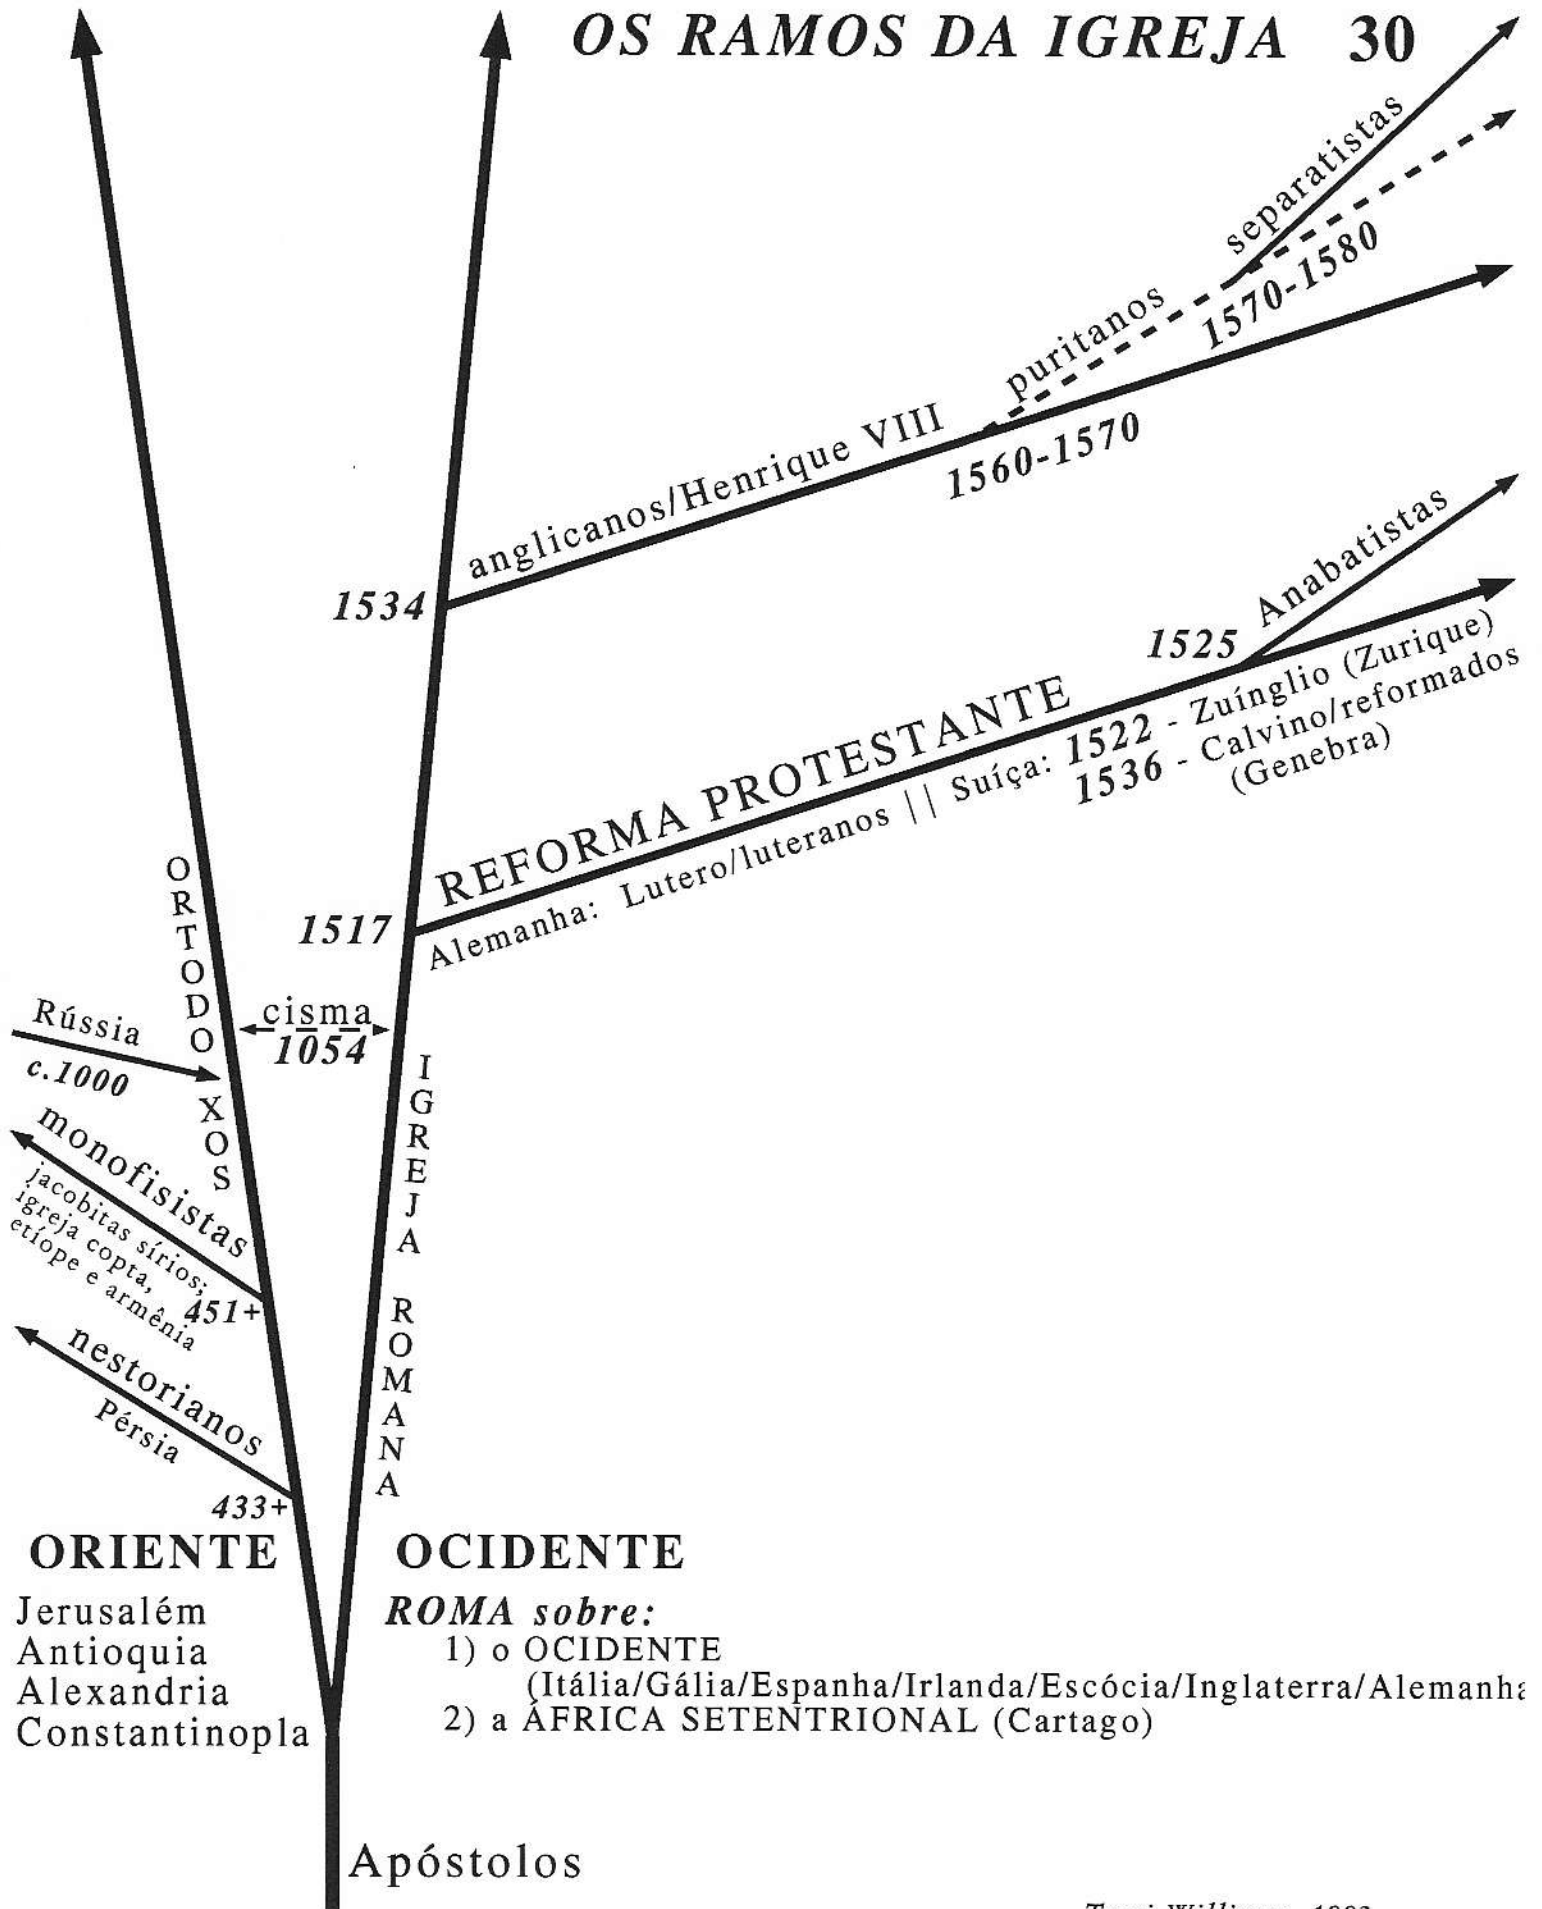 OS RAMOS DA IGREJA 30
separatistas
1570-1580
puritanos
1560-1570
anglicanos/Henrique VIII
1534
Anabatistas
1525
REFORMA PROTESTANTE
Alemanha: Lutero/luteranos || Suíça: 1522 - Zuínglio (Zurique)
1536 - Calvino/reformados
(Genebra)
1517
ORTODOXOS
cisma
1054
Rússia
c.1000
IGREJA ROMANA
monofisistas
jacobitas sírios;
igreja copta,
etíope e armênia
451+
nestorianos
Pérsia
433+
ORIENTE
Jerusalém
Antioquia
Alexandria
Constantinopla
OCIDENTE
ROMA sobre:
1) o OCIDENTE
(Itália/Gália/Espanha/Irlanda/Escócia/Inglaterra/Alemanha
2) a ÁFRICA SETENTRIONAL (Cartago)
Apóstolos